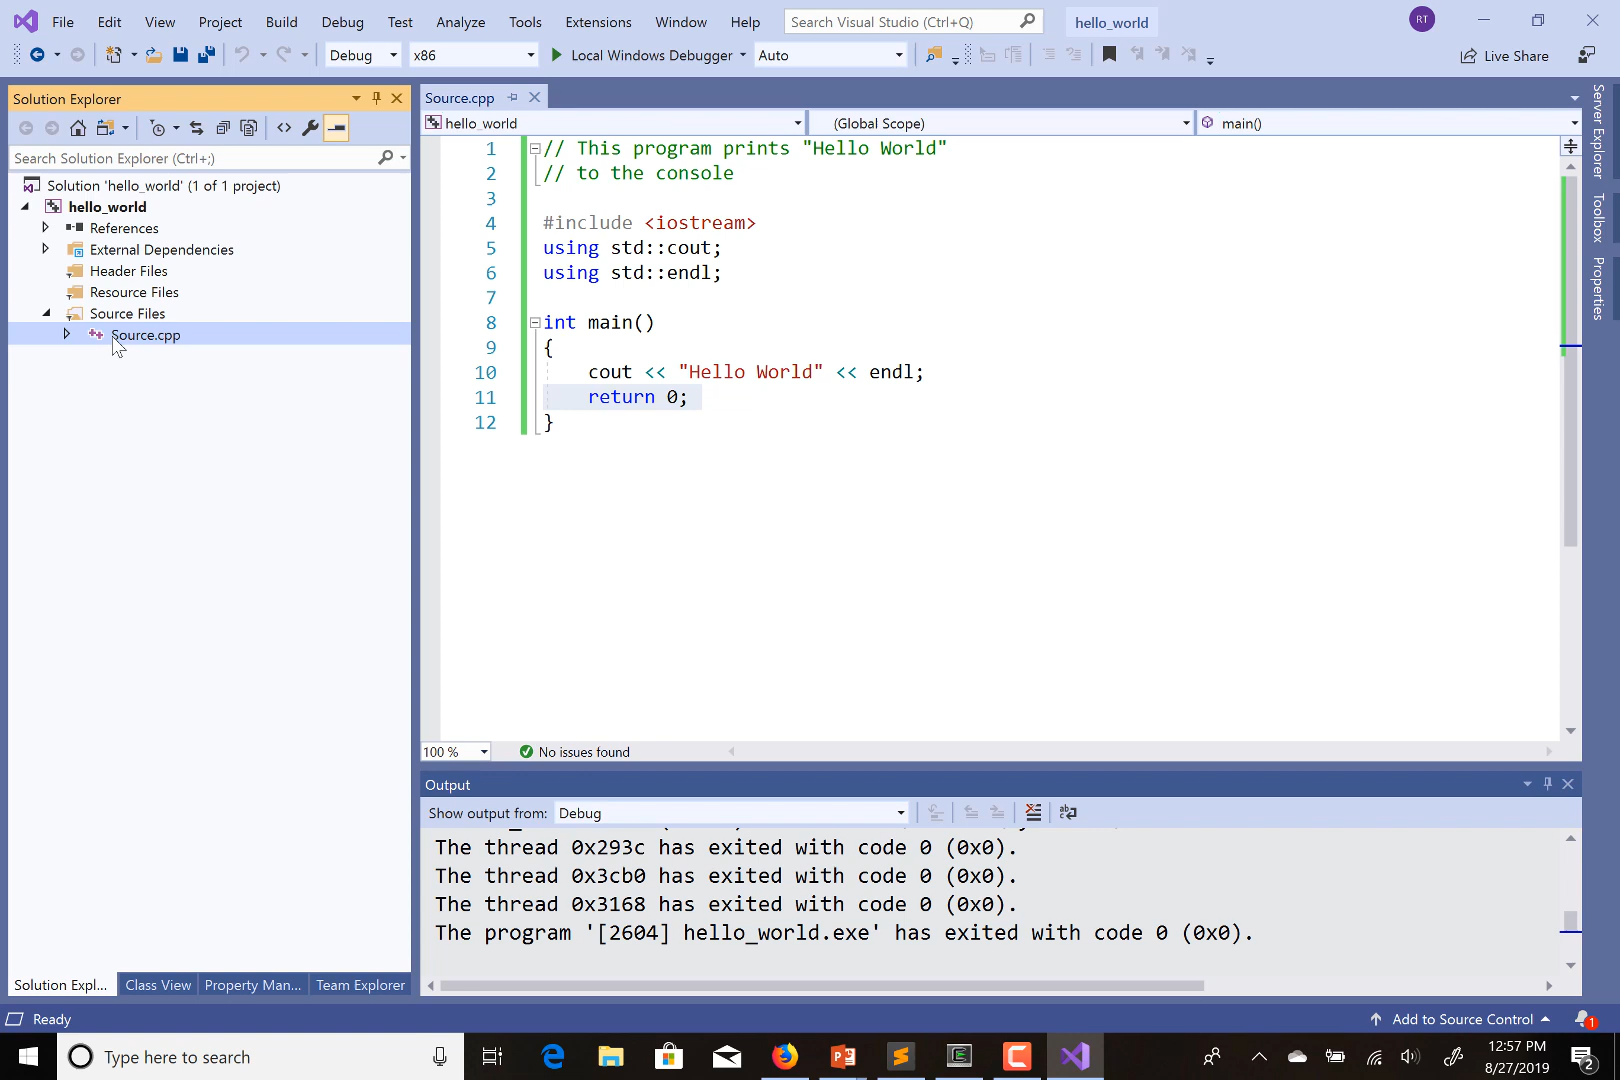 File Edit View Project Build Debug Test Analyze Tools Extensions Window Help Search Visual Studio (Ctrl+Q) hello_world RT
Debug x86 Local Windows Debugger Auto Live Share
Solution Explorer
Search Solution Explorer (Ctrl+;)
Solution 'hello_world' (1 of 1 project)
hello_world
References
External Dependencies
Header Files
Resource Files
Source Files
Source.cpp
Solution Expl... Class View Property Man... Team Explorer
Source.cpp
hello_world (Global Scope) main()
1 // This program prints "Hello World"
2 // to the console
3
4 #include <iostream>
5 using std::cout;
6 using std::endl;
7
8 int main()
9 {
10 cout << "Hello World" << endl;
11 return 0;
12 }
100 % No issues found
Output
Show output from: Debug
The thread 0x293c has exited with code 0 (0x0).
The thread 0x3cb0 has exited with code 0 (0x0).
The thread 0x3168 has exited with code 0 (0x0).
The program '[2604] hello_world.exe' has exited with code 0 (0x0).
Server Explorer
Toolbox
Properties
Ready Add to Source Control 1
Type here to search 12:57 PM
8/27/2019 2